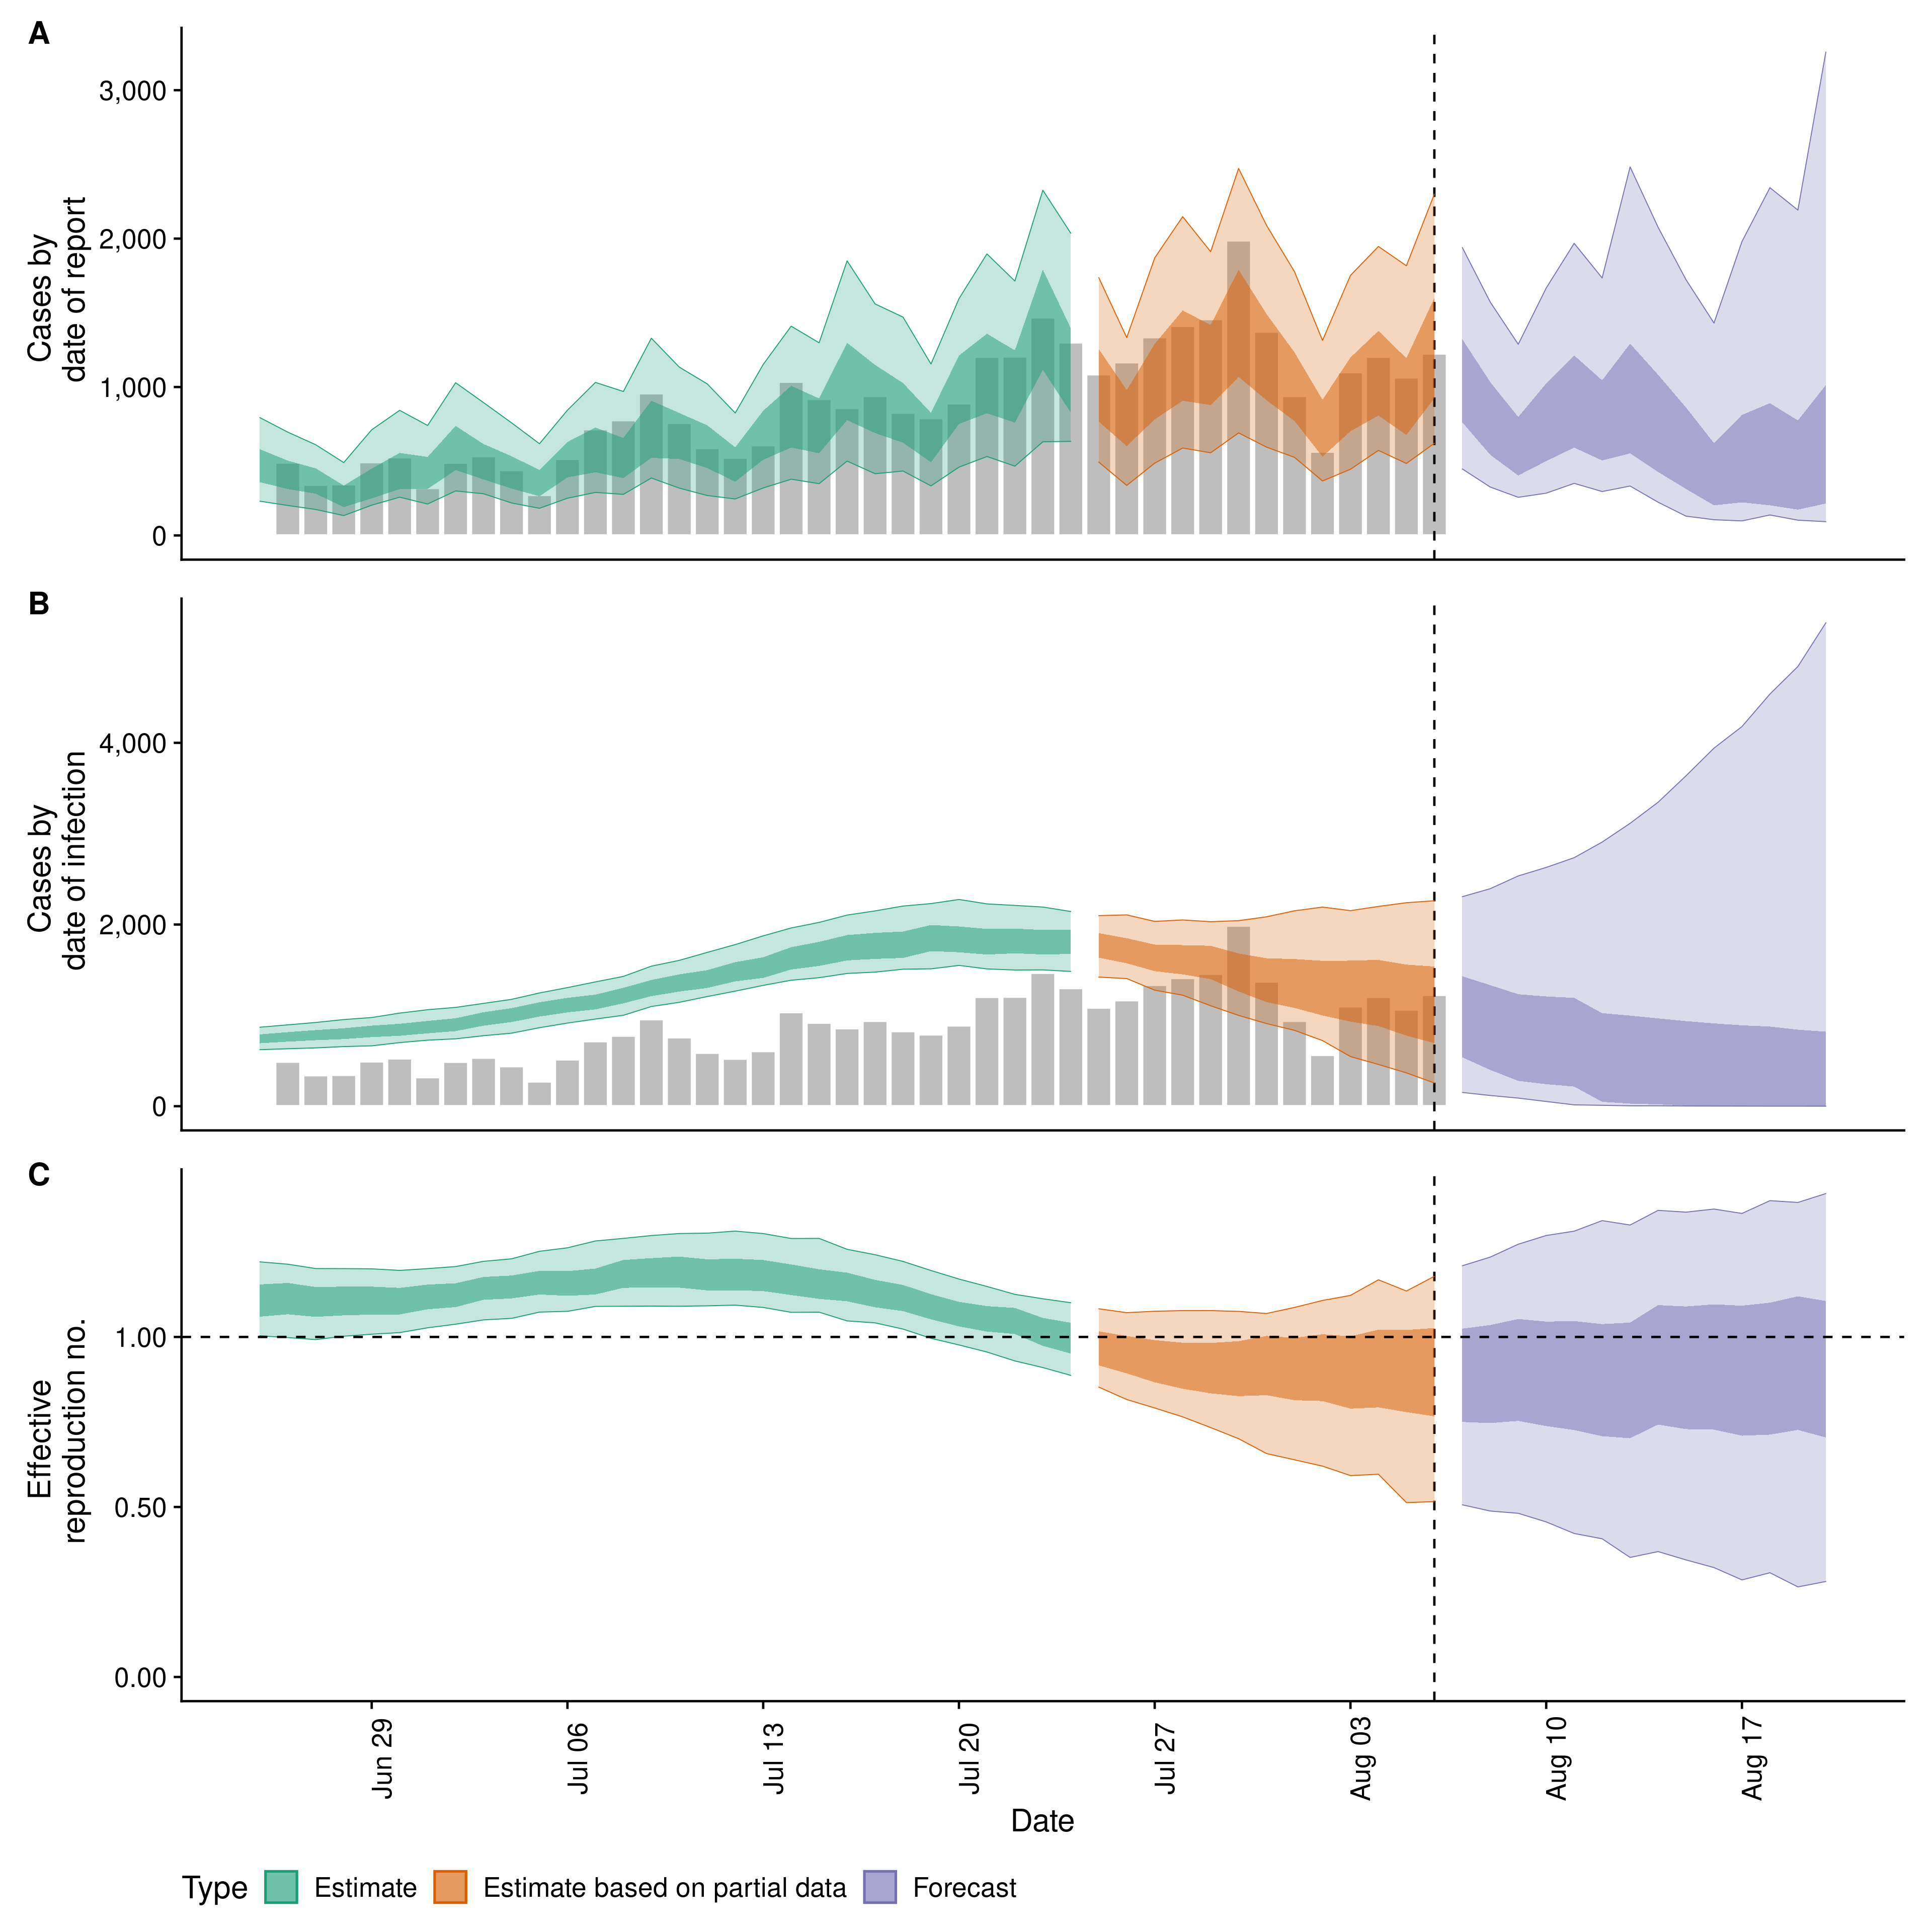 A
Cases by
date of report
3,000
2,000
1,000
0
B
Cases by
date of infection
4,000
2,000
0
C
Effective
reproduction no.
1.00
0.50
0.00
Jun 29
Jul 06
Jul 13
Jul 20
Jul 27
Aug 03
Aug 10
Aug 17
Date
Type Estimate Estimate based on partial data Forecast